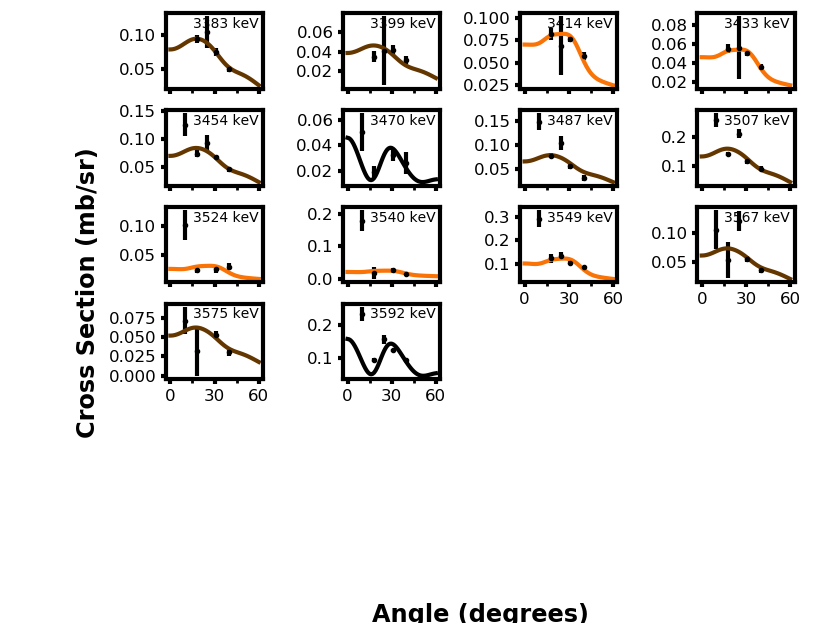 3383 keV 3399 keV 3414 keV 3433 keV
0.10 0.05
0.06 0.04 0.02
0.100 0.075 0.050 0.025
0.08 0.06 0.04 0.02
3454 keV 3470 keV 3487 keV 3507 keV
0.15 0.10 0.05
0.06 0.04 0.02
0.15 0.10 0.05
0.2 0.1
3524 keV 3540 keV 3549 keV 3567 keV
0.10 0.05
0.2 0.1 0.0
0.3 0.2 0.1
0.10 0.05
0 30 60 0 30 60
3575 keV 3592 keV
0.075 0.050 0.025 0.000
0.2 0.1
0 30 60 0 30 60
Cross Section (mb/sr)
Angle (degrees)